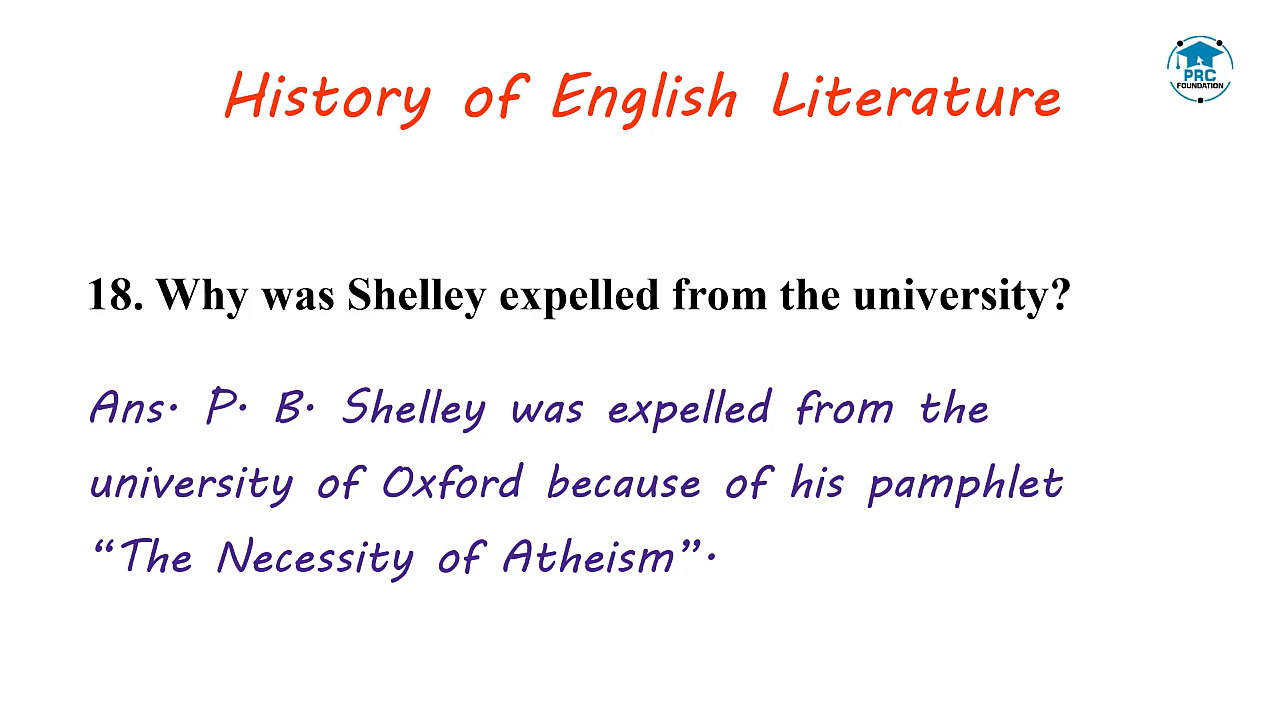 History of English Literature
PRC
FOUNDATION
18. Why was Shelley expelled from the university?
Ans. P. B. Shelley was expelled from the
university of Oxford because of his pamphlet
“The Necessity of Atheism”.